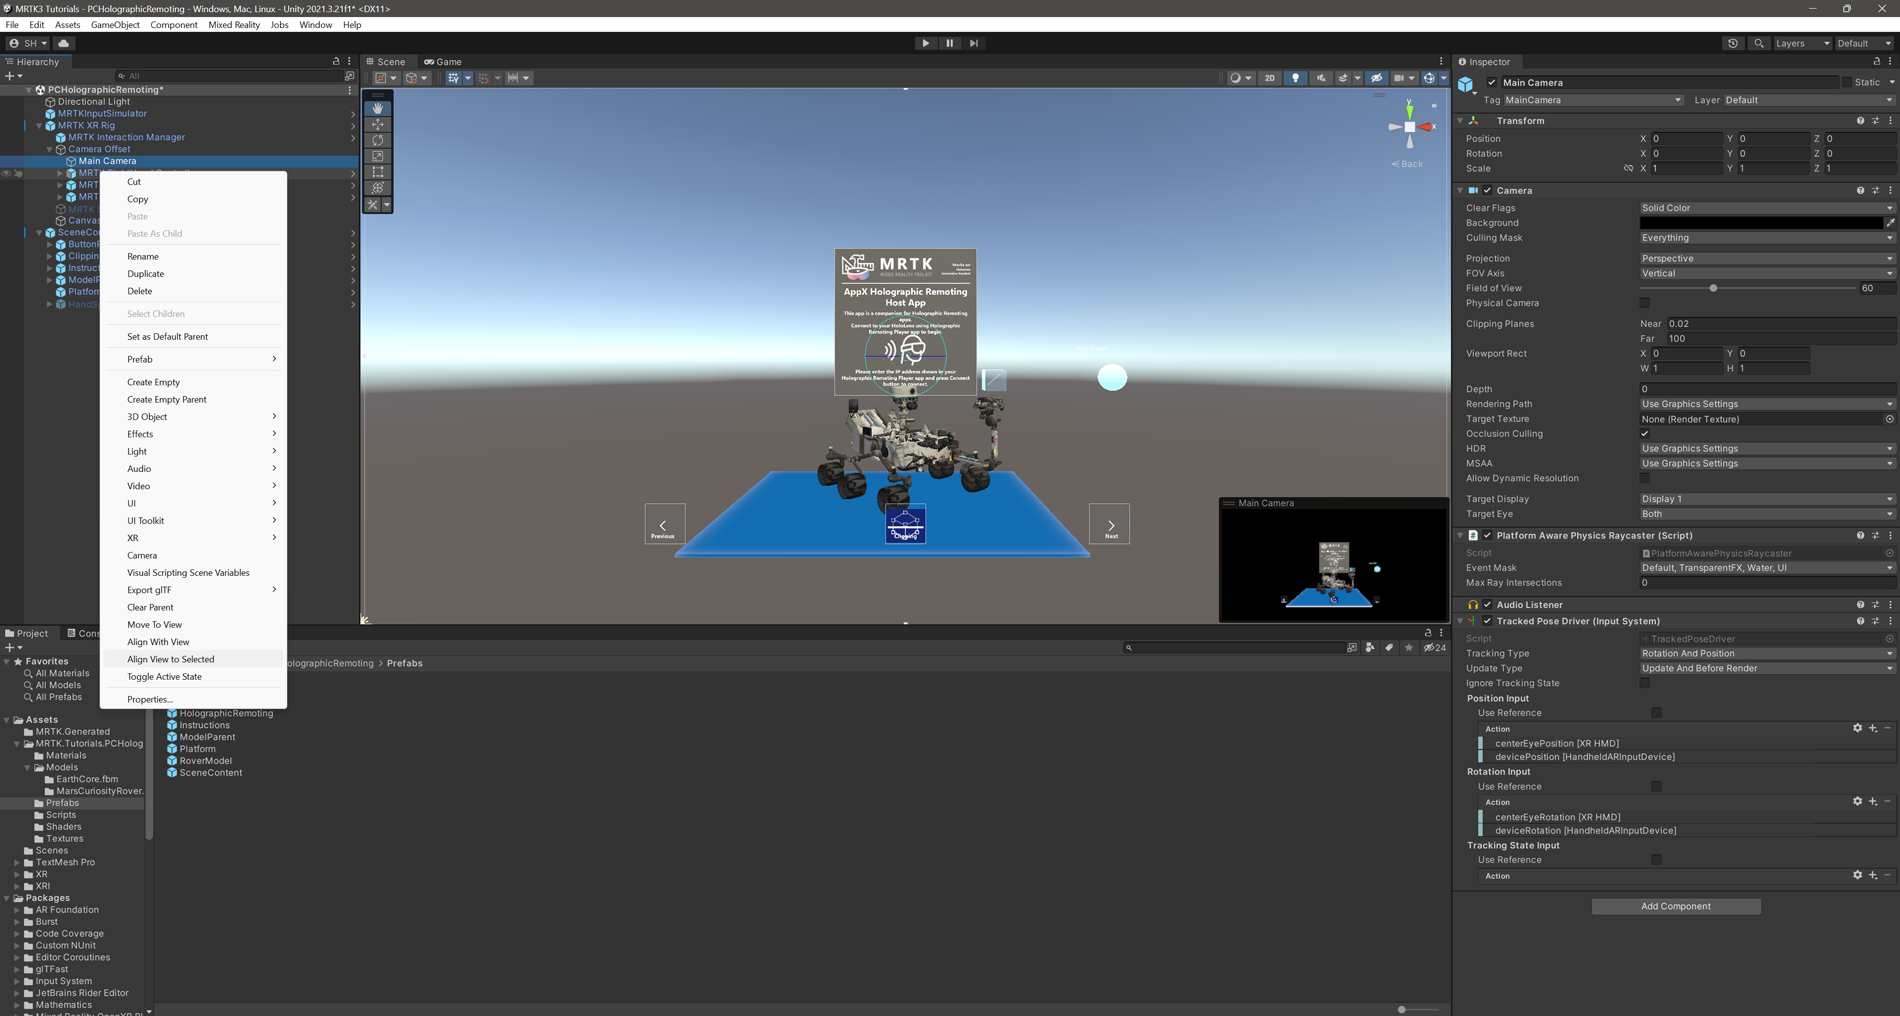 MRTK3 Tutorials - PCHolographicRemoting - Windows, Mac, Linux - Unity 2021.3.21f1* <DX11>
File Edit Assets GameObject Component Mixed Reality Jobs Window Help
SH
Layers
Default
Hierarchy
All
PCHolographicRemoting*
Directional Light
MRTKInputSimulator
MRTK XR Rig
MRTK Interaction Manager
Camera Offset
Main Camera
MRTK
MRTK
Canvas
SceneCo
ButtonP
Clippin
Instruct
ModelP
Platfor
HandS
Cut
Copy
Paste
Paste As Child
Rename
Duplicate
Delete
Select Children
Set as Default Parent
Prefab
Create Empty
Create Empty Parent
3D Object
Effects
Light
Audio
Video
UI
UI Toolkit
XR
Camera
Visual Scripting Scene Variables
Export glTF
Clear Parent
Move To View
Align With View
Align View to Selected
Toggle Active State
Properties...
Scene
Game
2D
y
x
Back
MRTK
MIXED REALITY TOOLKIT
AppX Holographic Remoting
Host App
This app is a companion for Holographic Remoting
apps.
Connect to your HoloLens using Holographic
Remoting Player app to begin.
Please enter the IP address shown in your
Holographic Remoting Player app and press Connect
button to connect.
Previous
Clipping
Next
Main Camera
Inspector
Main Camera
Static
Tag MainCamera
Layer Default
Transform
Position X 0 Y 0 Z 0
Rotation X 0 Y 0 Z 0
Scale X 1 Y 1 Z 1
Camera
Clear Flags Solid Color
Background
Culling Mask Everything
Projection Perspective
FOV Axis Vertical
Field of View 60
Physical Camera
Clipping Planes Near 0.02
Far 100
Viewport Rect X 0 Y 0
W 1 H 1
Depth 0
Rendering Path Use Graphics Settings
Target Texture None (Render Texture)
Occlusion Culling
HDR Use Graphics Settings
MSAA Use Graphics Settings
Allow Dynamic Resolution
Target Display Display 1
Target Eye Both
Platform Aware Physics Raycaster (Script)
Script PlatformAwarePhysicsRaycaster
Event Mask Default, TransparentFX, Water, UI
Max Ray Intersections 0
Audio Listener
Tracked Pose Driver (Input System)
Script TrackedPoseDriver
Tracking Type Rotation And Position
Update Type Update And Before Render
Ignore Tracking State
Position Input
Use Reference
Action
centerEyePosition [XR HMD]
devicePosition [HandheldARInputDevice]
Rotation Input
Use Reference
Action
centerEyeRotation [XR HMD]
deviceRotation [HandheldARInputDevice]
Tracking State Input
Use Reference
Action
Add Component
Project
Cons
24
Favorites
All Materials
All Models
All Prefabs
Assets
MRTK.Generated
MRTK.Tutorials.PCHolog
Materials
Models
EarthCore.fbm
MarsCuriosityRover.
Prefabs
Scripts
Shaders
Textures
Scenes
TextMesh Pro
XR
XRI
Packages
AR Foundation
Burst
Code Coverage
Custom NUnit
Editor Coroutines
glTFast
Input System
JetBrains Rider Editor
Mathematics
olographicRemoting > Prefabs
HolographicRemoting
Instructions
ModelParent
Platform
RoverModel
SceneContent